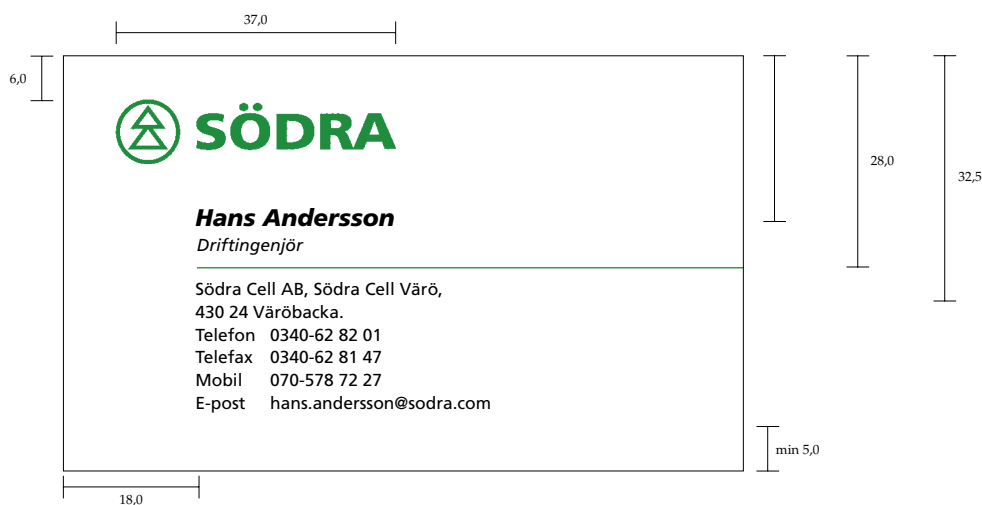 37,0
6,0
SÖDRA
28,0
32,5
Hans Andersson
Driftingenjör
Södra Cell AB, Södra Cell Värö,
430 24 Väröbacka.
Telefon 0340-62 82 01
Telefax 0340-62 81 47
Mobil 070-578 72 27
E-post hans.andersson@sodra.com
min 5,0
18,0